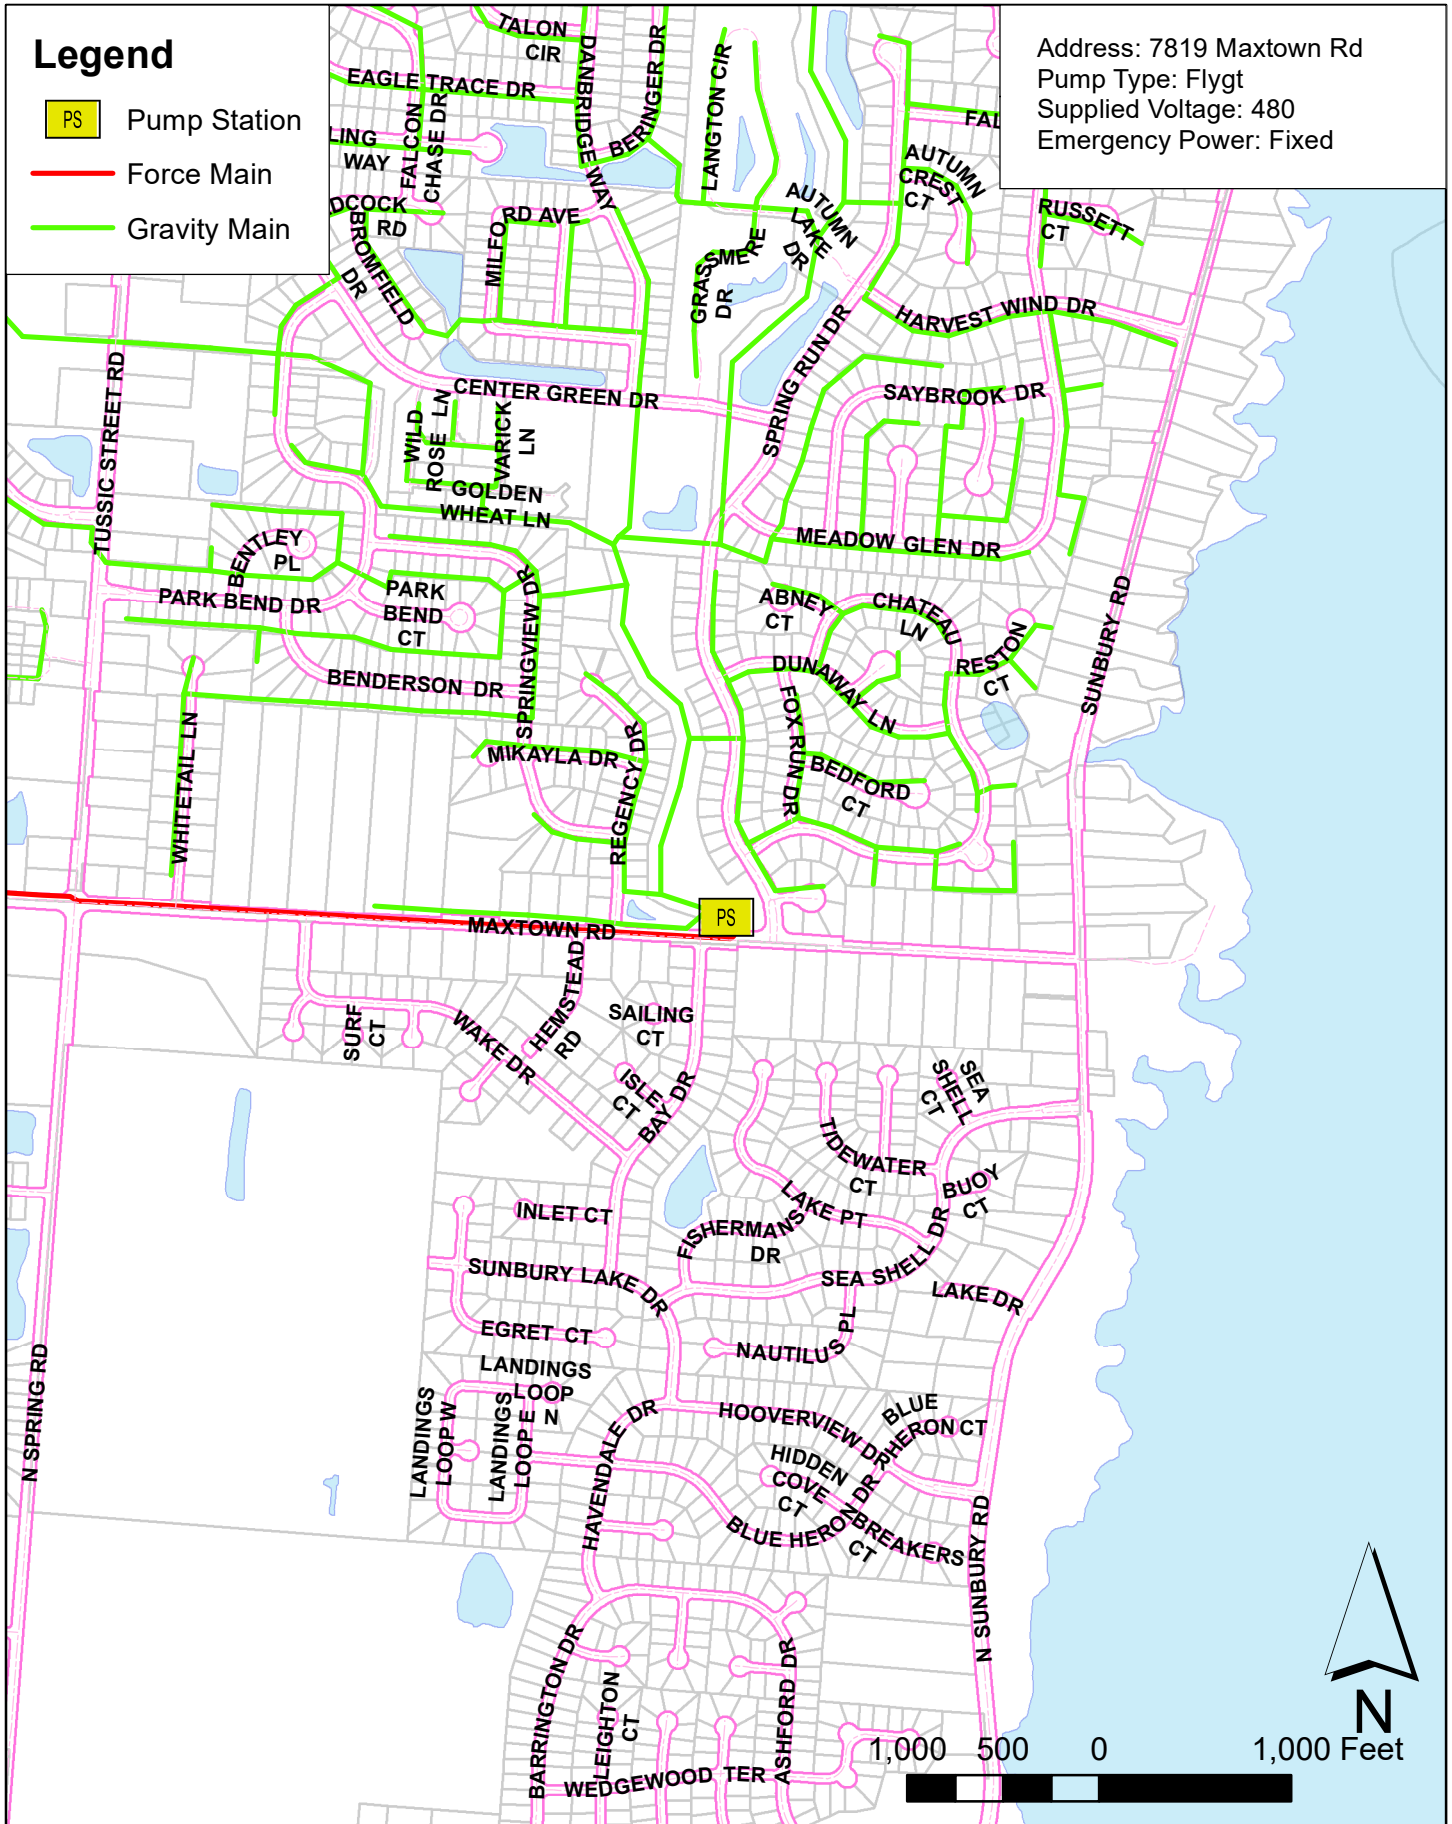 Legend
PS Pump Station
Force Main
Gravity Main
Address: 7819 Maxtown Rd
Pump Type: Flygt
Supplied Voltage: 480
Emergency Power: Fixed
TALON
CIR
EAGLE TRACE DR
DANBRIDGE WAY
BERINGER DR
LANGTON CIR
FALCON
CHASE DR
LING
WAY
FAL
AUTUMN
CREST
CT
DCOCK
RD
BROMFIELD
DR
MILFO
RD AVE
AUTUMN
LAKE
DR
GRASSMERE
DR
RUSSETT
CT
HARVEST WIND DR
SPRING RUN DR
TUSSIC STREET RD
CENTER GREEN DR
SAYBROOK DR
WILD
ROSE LN
VARICK
LN
GOLDEN
WHEAT LN
MEADOW GLEN DR
BENTLEY
PL
PARK BEND DR
PARK
BEND
CT
SPRINGVIEW DR
ABNEY
CT
CHATEAU
LN
RESTON
CT
SUNBURY RD
BENDERSON DR
DUNAWAY LN
FOX RUN DR
WHITETAIL LN
MIKAYLA DR
REGENCY DR
BEDFORD
CT
PS
MAXTOWN RD
HEMSTEAD
RD
SAILING
CT
SURF
CT
WAKE DR
ISLE
CT
BAY DR
SEA
SHELL
CT
TIDEWATER
CT
BUOY
CT
INLET CT
LAKE PT
FISHERMANS
DR
SUNBURY LAKE DR
SEA SHELL DR
LAKE DR
EGRET CT
NAUTILUS PL
LANDINGS
LOOP
N
LANDINGS
LOOP W
LANDINGS
LOOP E
N SPRING RD
HAVENDALE DR
HOOVERVIEW DR
BLUE
HERON CT
HIDDEN
COVE
CT
BLUE HERON DR
BREAKERS
CT
N SUNBURY RD
BARRINGTON DR
LEIGHTON
CT
ASHFORD DR
WEDGEWOOD TER
N
1,000 500 0 1,000 Feet